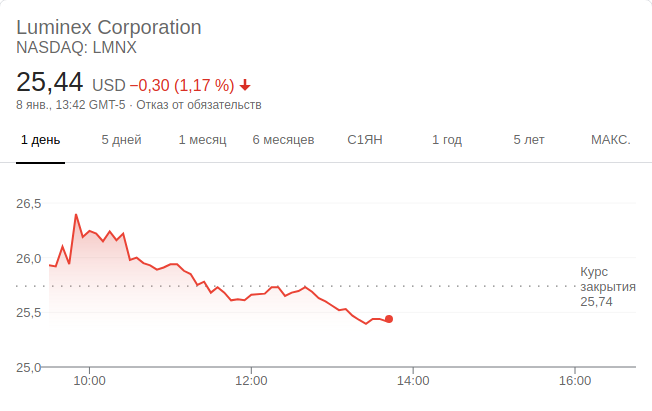 Luminex Corporation
NASDAQ: LMNX
25,44 USD −0,30 (1,17 %)
8 янв., 13:42 GMT-5 · Отказ от обязательств
1 день 5 дней 1 месяц 6 месяцев С1ЯН 1 год 5 лет МАКС.
26,5
26,0
Курс
закрытия
25,74
25,5
25,0
10:00 12:00 14:00 16:00